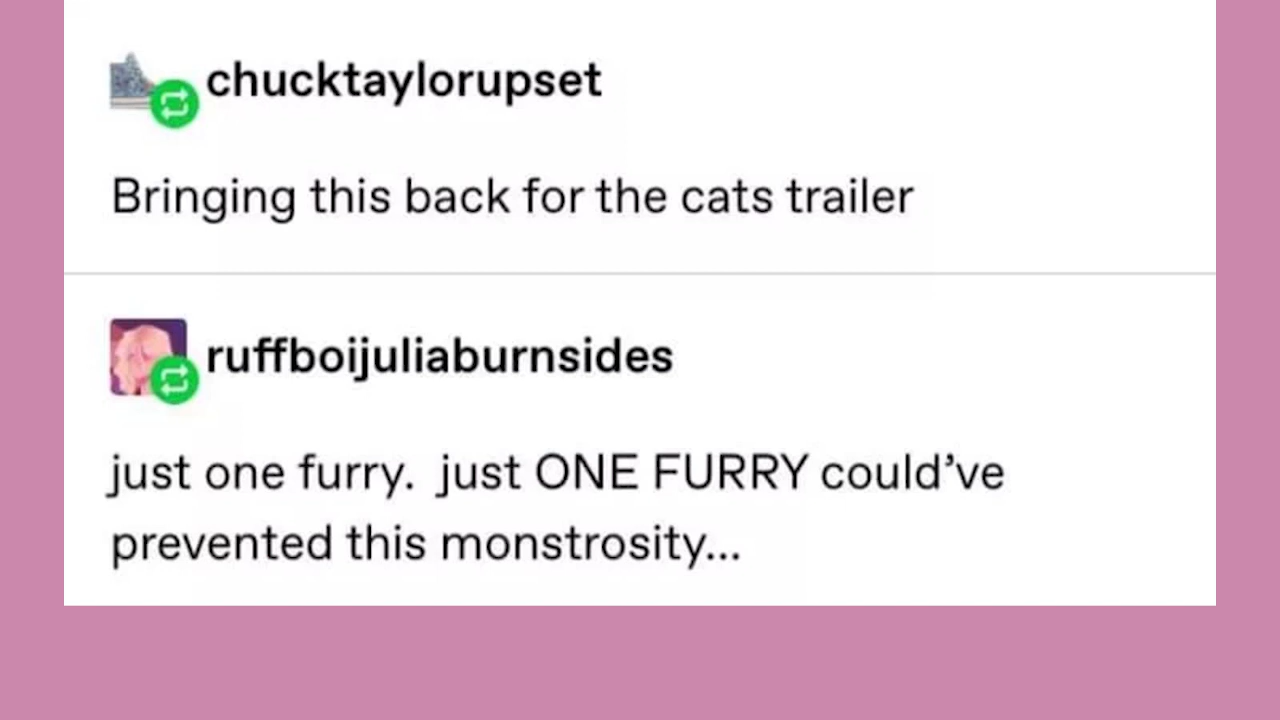 chucktaylorupset
Bringing this back for the cats trailer
ruffboijuliaburnsides
just one furry.  just ONE FURRY could’ve
prevented this monstrosity...